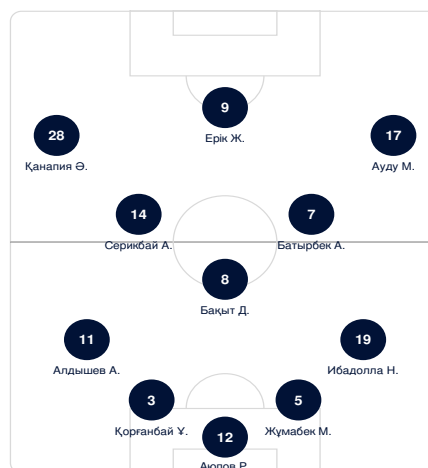 9
Ерік Ж.
28
Қанапия Ә.
17
Ауду М.
14
Серикбай А.
7
Батырбек А.
8
Бақыт Д.
11
Алдышев А.
19
Ибадолла Н.
3
Қорғанбай Ұ.
5
Жұмабек М.
12
Аюпов Р.